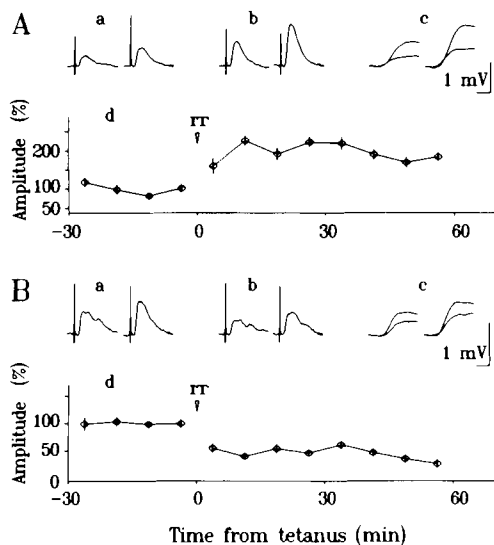 A
a b c
1 mV
d
TT
Amplitude (%)
200
100
50
-30 0 30 60
B
a b c
1 mV
d
TT
Amplitude (%)
100
50
0
-30 0 30 60
Time from tetanus (min)